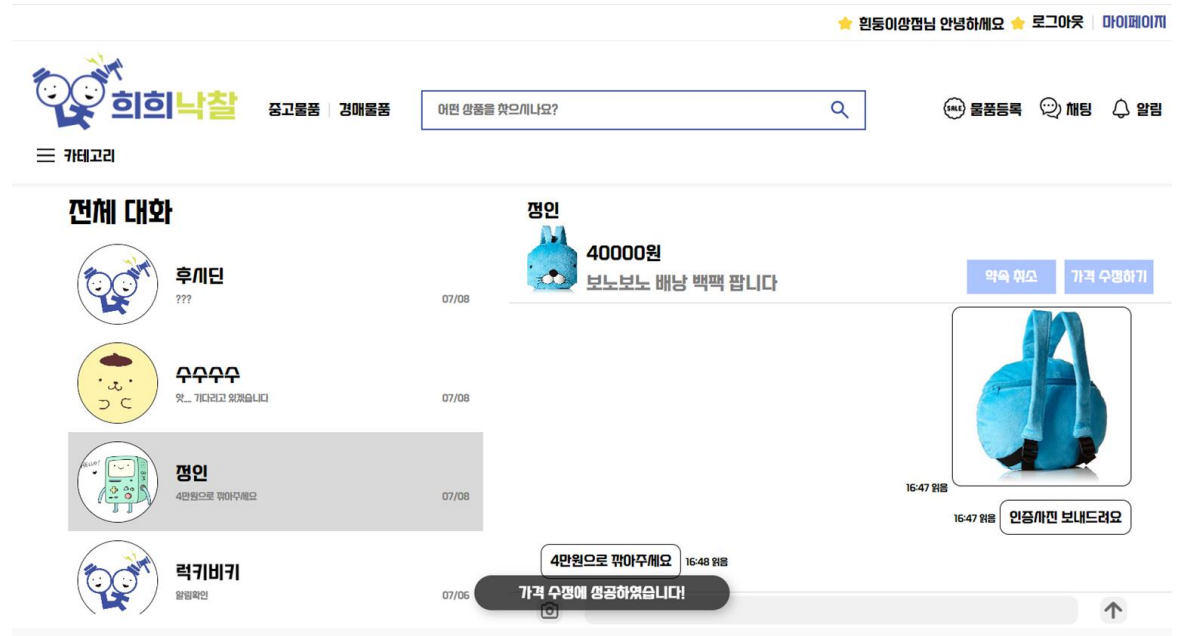 흰둥이상점님 안녕하세요 로그아웃 마이페이지
희희낙찰
중고물품 경매물품
어떤 상품을 찾으시나요?
SALE 물품등록 채팅 알림
카테고리
전체 대화
후시딘
???
07/08
수수수수
앗.... 기다리고 있겠습니다
07/08
HELLO!
정인
4만원으로 깎아주세요
07/08
럭키비키
알림확인
07/06
정인
40000원
보노보노 배낭 백팩 팝니다
약속 취소 가격 수정하기
16:47 읽음
16:47 읽음 인증사진 보내드려요
4만원으로 깎아주세요 16:48 읽음
가격 수정에 성공하였습니다!